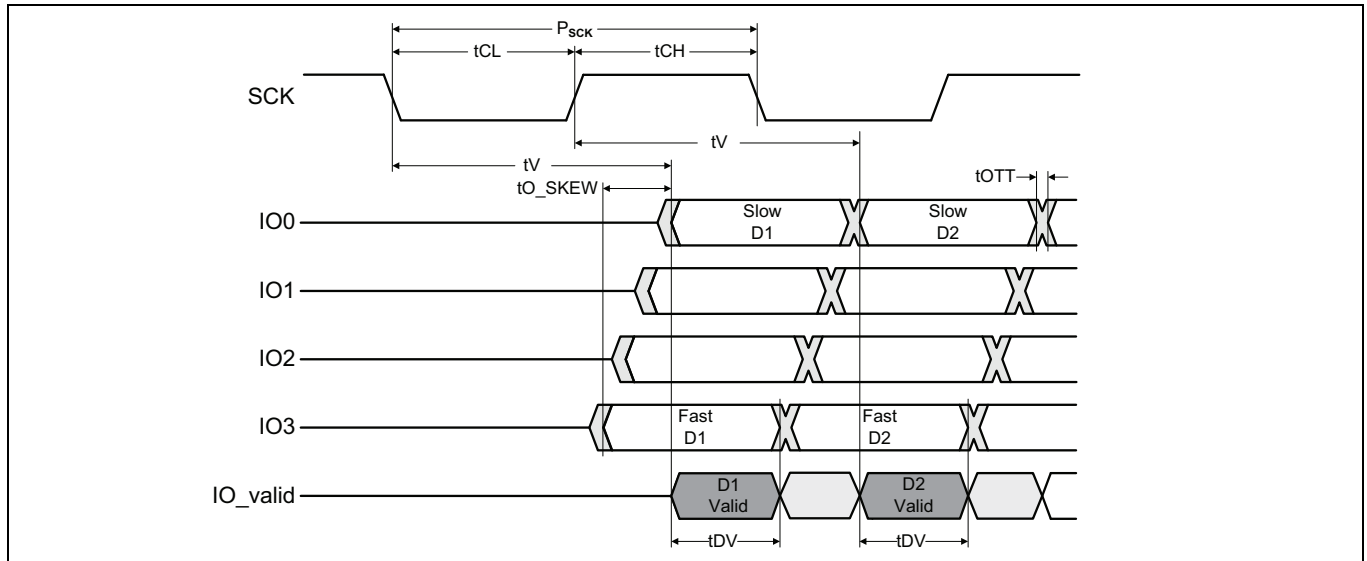 P_SCK
tCL
tCH
SCK
tV
tV
tO_SKEW
tOTT
IO0
Slow
D1
Slow
D2
IO1
IO2
IO3
Fast
D1
Fast
D2
IO_valid
D1
Valid
D2
Valid
tDV
tDV